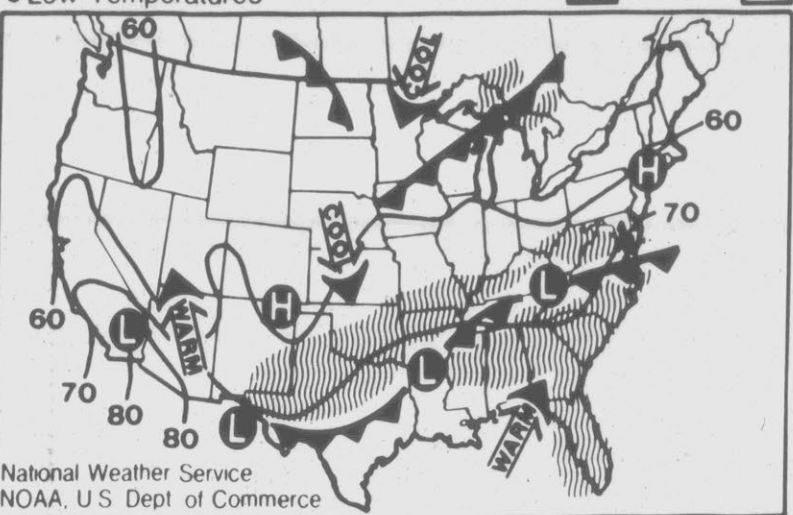 Low Temperatures
60
COOL
60
H
70
COOL
L
H
60
L
WARM
L
70
80
80
L
WARM
National Weather Service
NOAA, U S Dept of Commerce